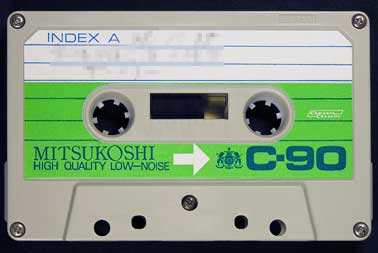 INDEX A
MITSUKOSHI
HIGH QUALITY LOW-NOISE
C-90